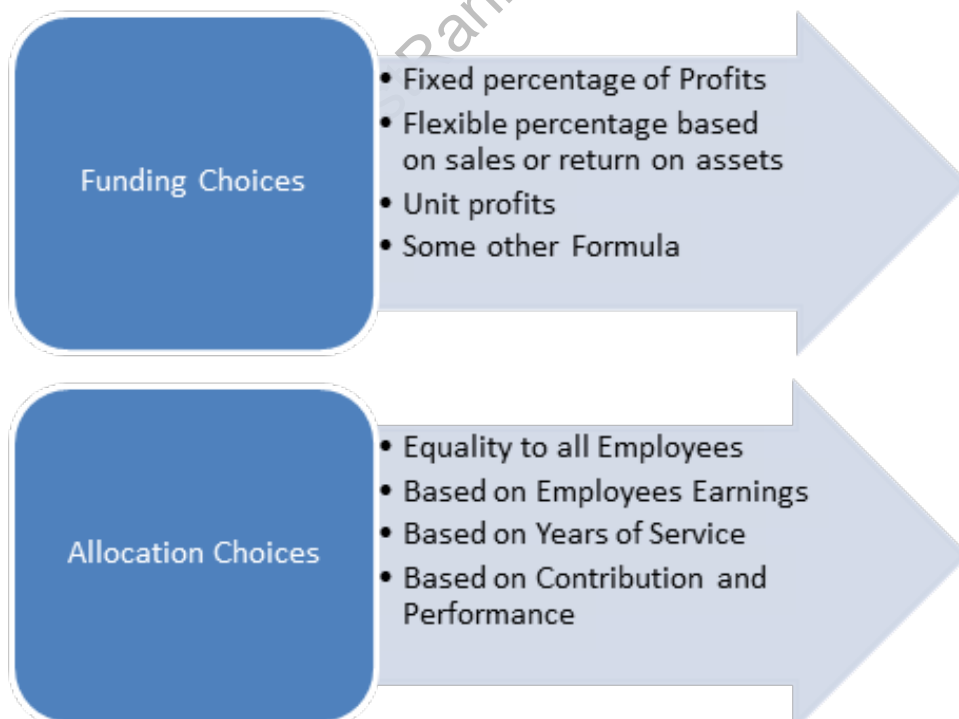 Funding Choices
• Fixed percentage of Profits
• Flexible percentage based
on sales or return on assets
• Unit profits
• Some other Formula
Allocation Choices
• Equality to all Employees
• Based on Employees Earnings
• Based on Years of Service
• Based on Contribution and
Performance